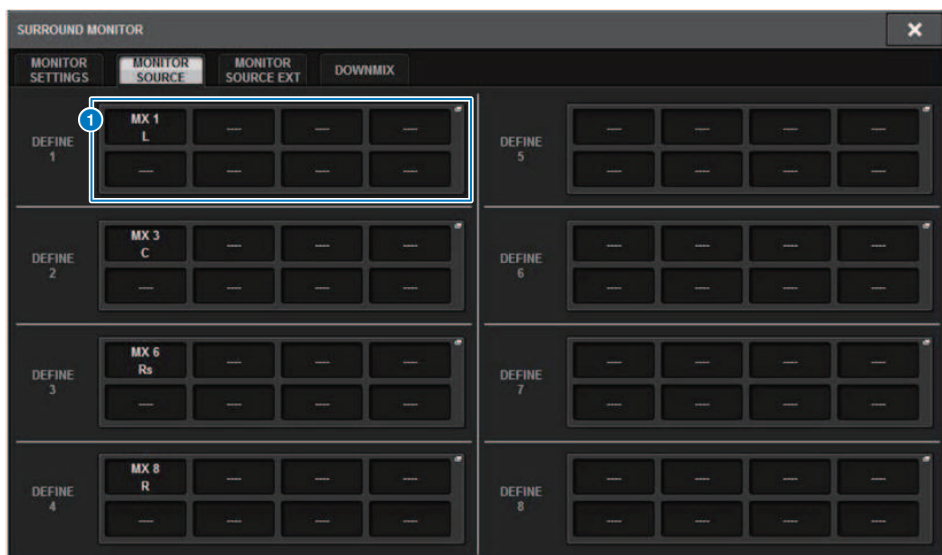 SURROUND MONITOR
MONITOR SETTINGS
MONITOR SOURCE
MONITOR SOURCE EXT
DOWNMIX
1
DEFINE 1
MX 1
L
---- ---- ----
---- ---- ---- ----
DEFINE 5
---- ---- ---- ----
---- ---- ---- ----
DEFINE 2
MX 3
C
---- ---- ----
---- ---- ---- ----
DEFINE 6
---- ---- ---- ----
---- ---- ---- ----
DEFINE 3
MX 6
Rs
---- ---- ----
---- ---- ---- ----
DEFINE 7
---- ---- ---- ----
---- ---- ---- ----
DEFINE 4
MX 8
R
---- ---- ----
---- ---- ---- ----
DEFINE 8
---- ---- ---- ----
---- ---- ---- ----